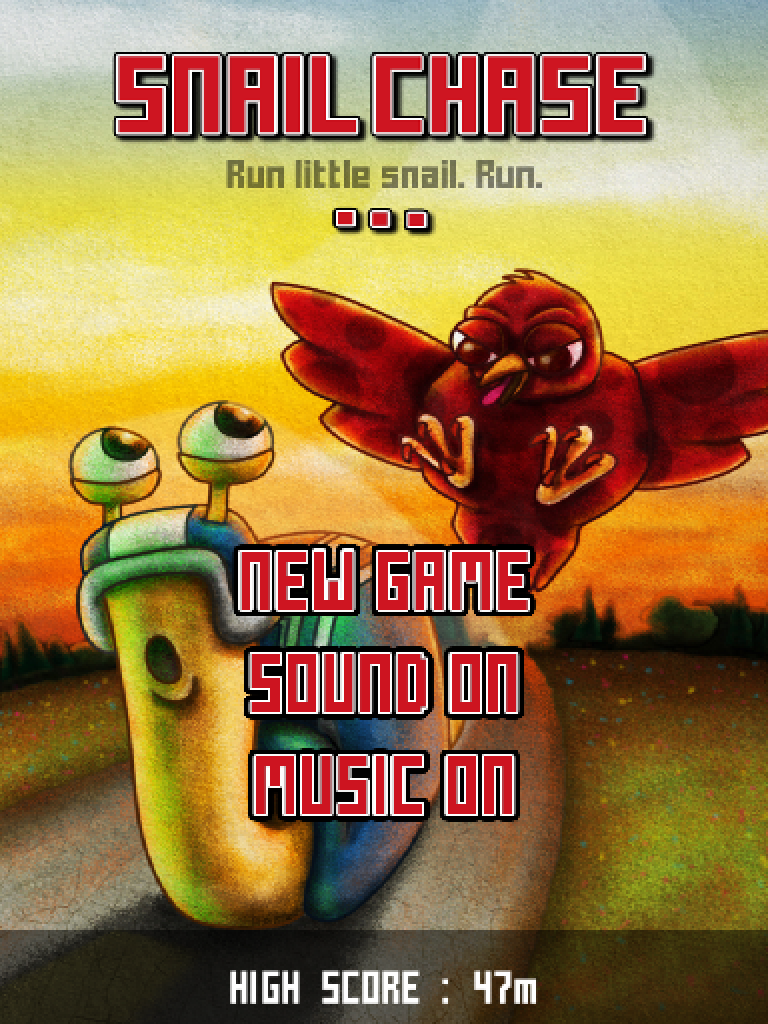 SNAIL CHASE
Run little snail. Run.
...
NEW GAME
SOUND ON
MUSIC ON
HIGH SCORE : 47m